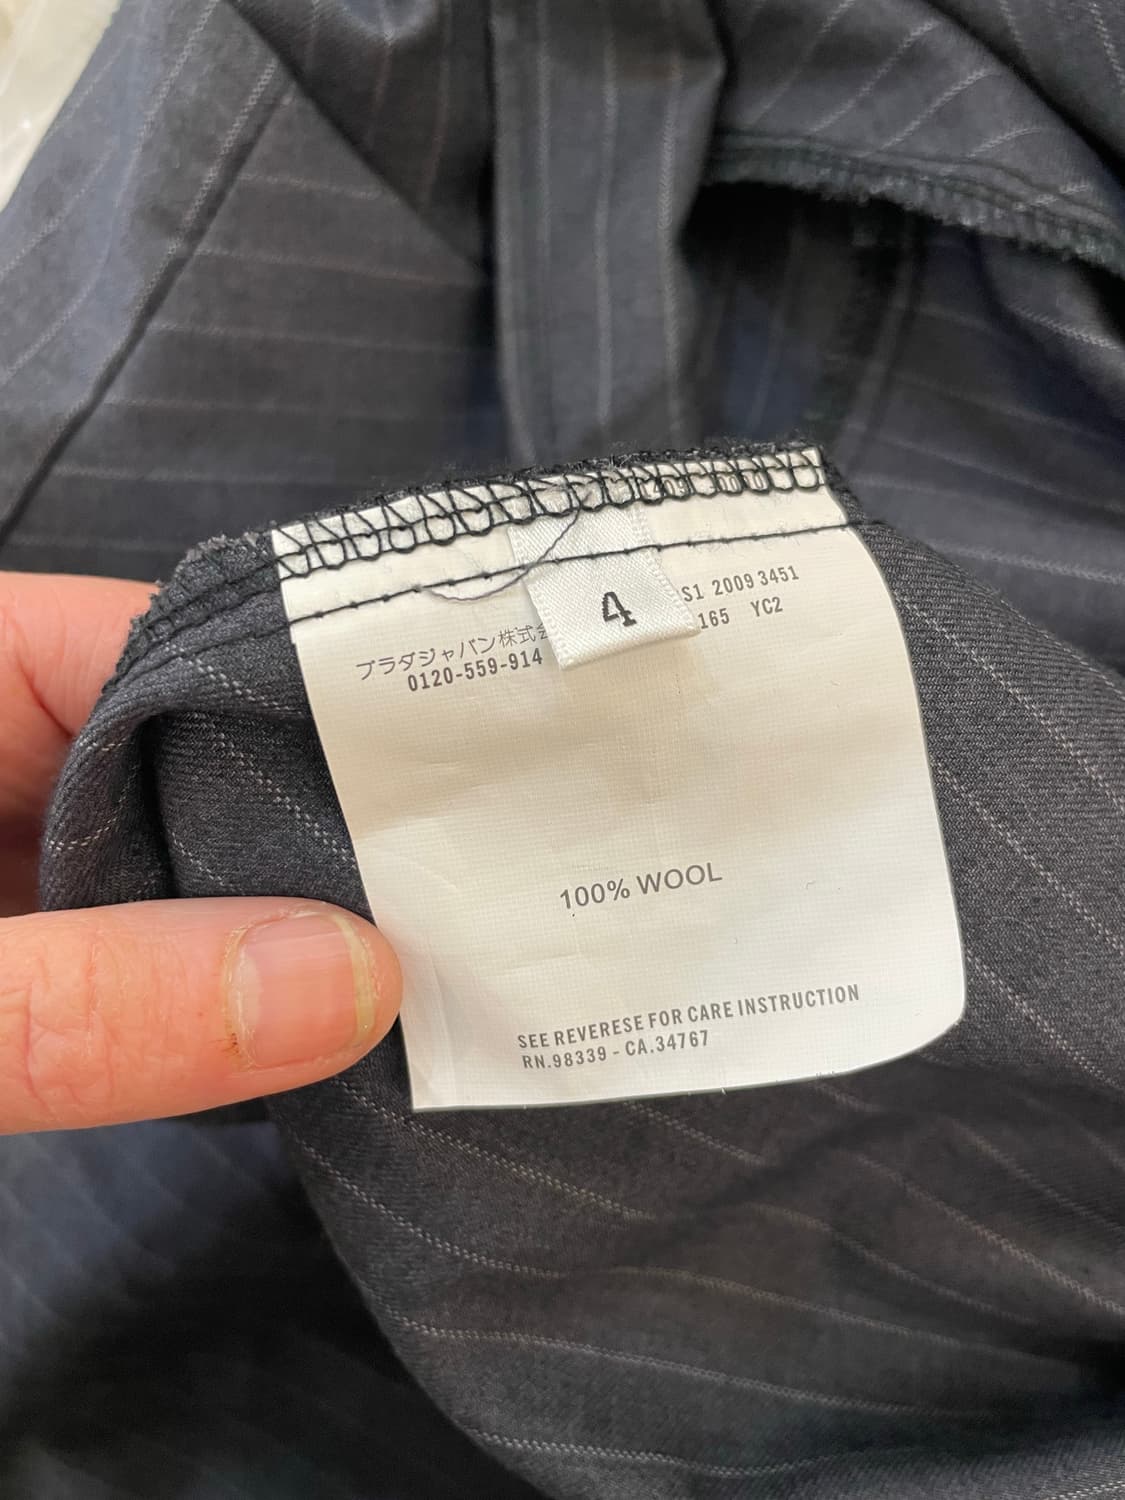 4
S1 2009 3451
165 YC2
プラダジャパン株式会
0120-559-914
100% WOOL
SEE REVERESE FOR CARE INSTRUCTION
RN.98339 - CA.34767